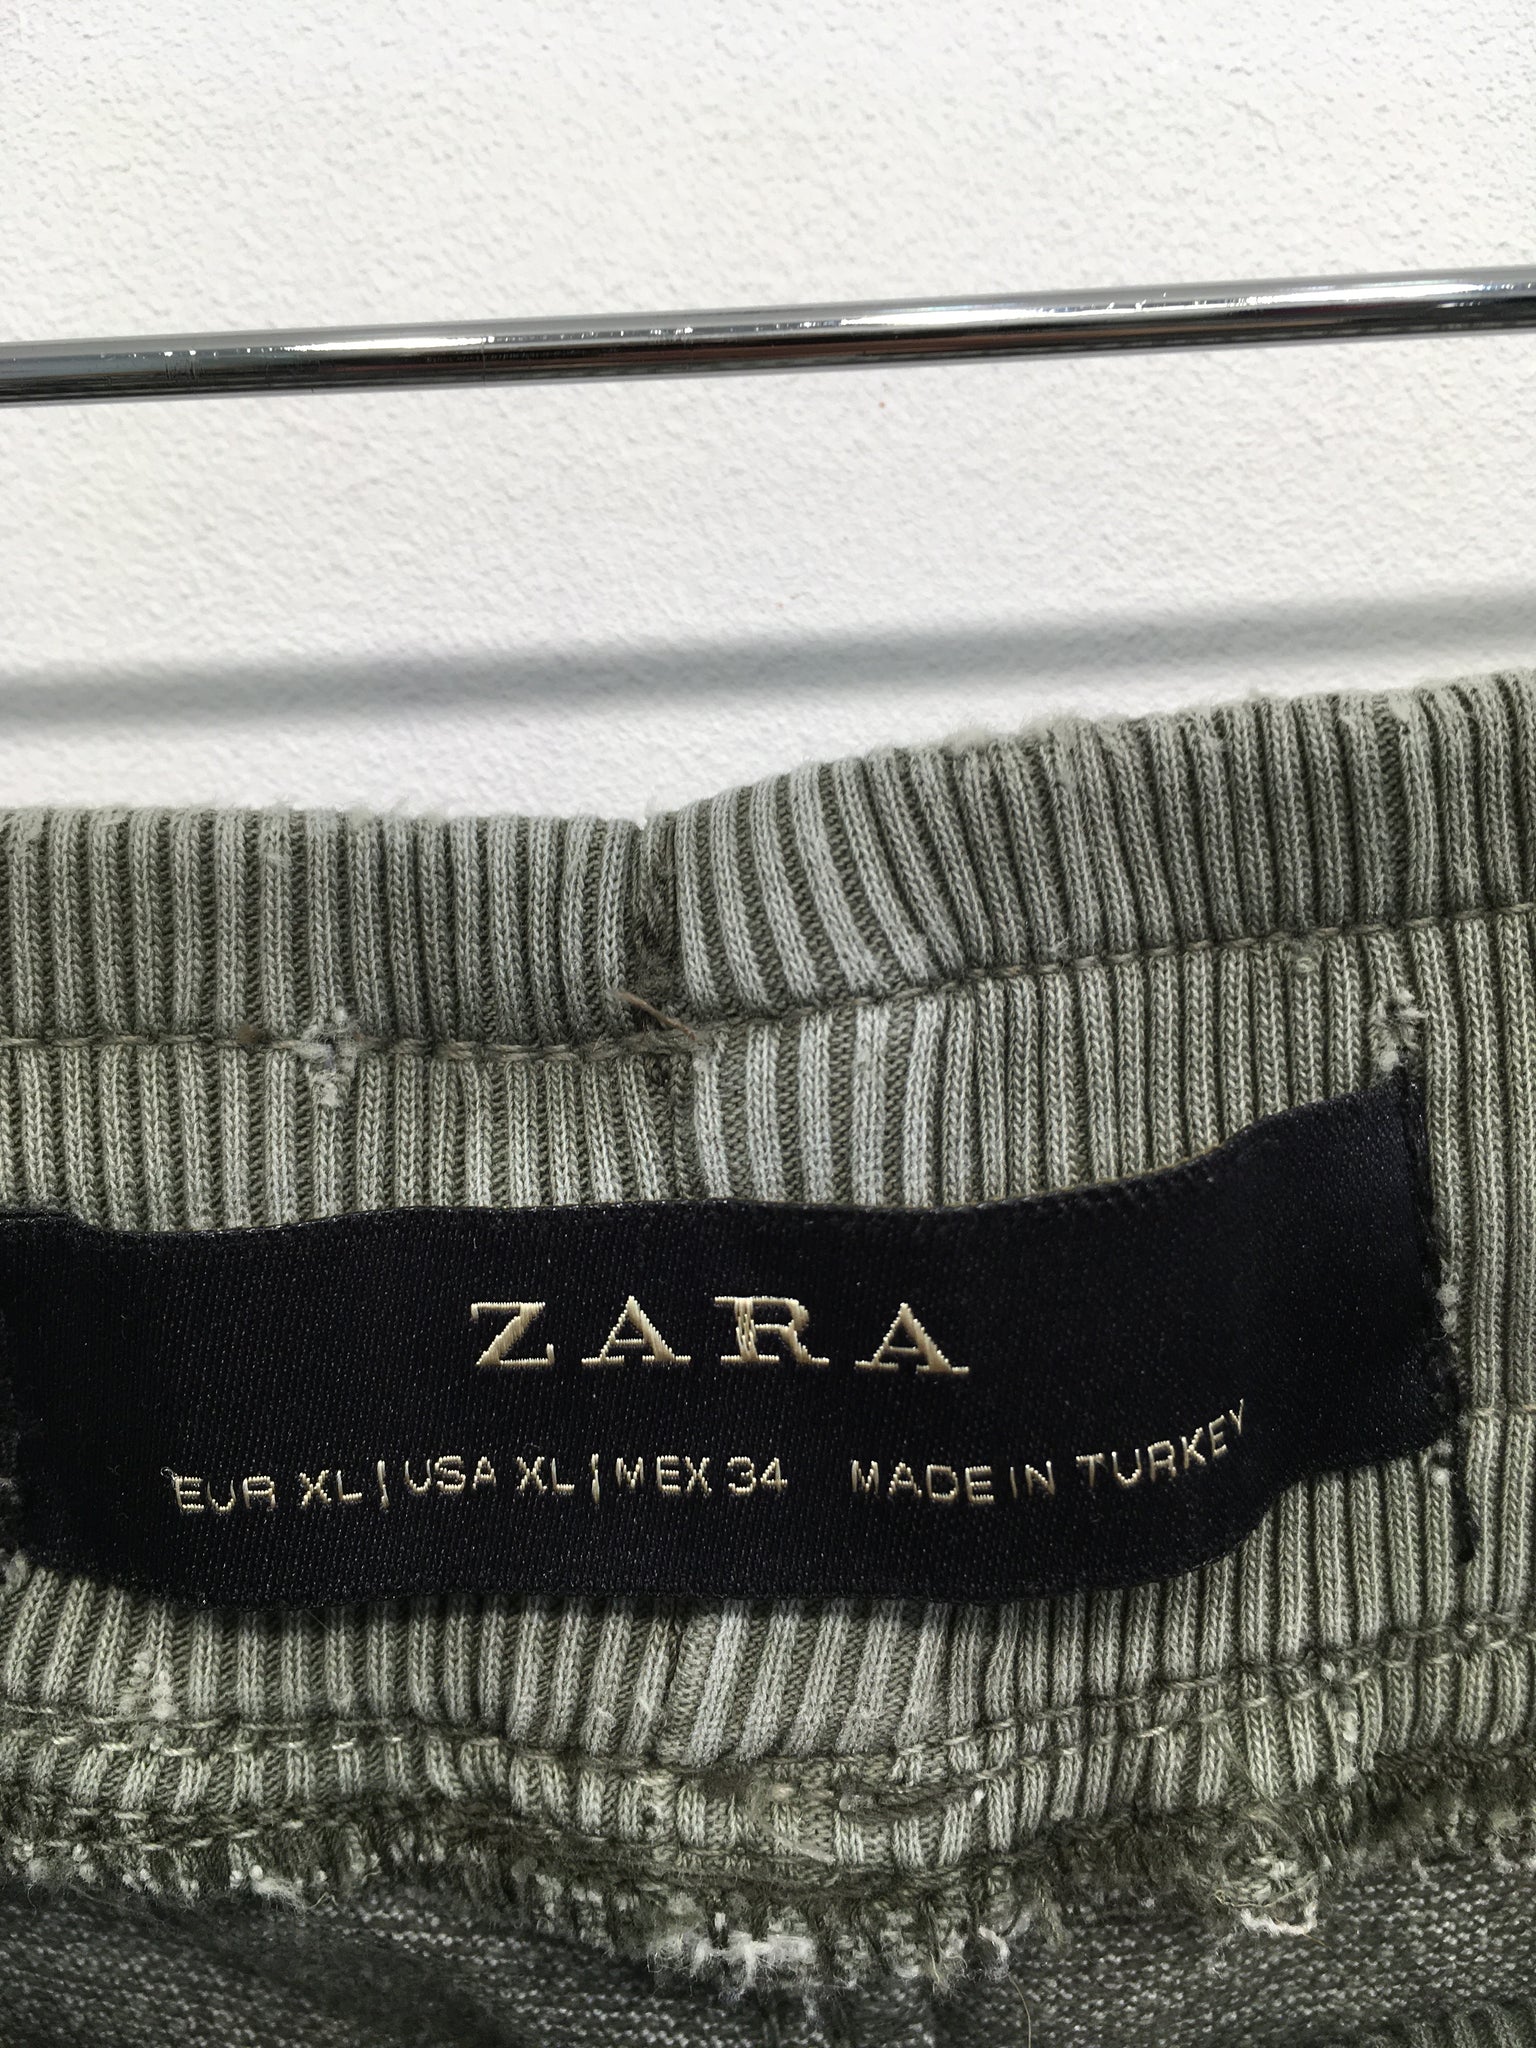 ZARA
EUR XL | USA XL | MEX 34 MADE IN TURKEY